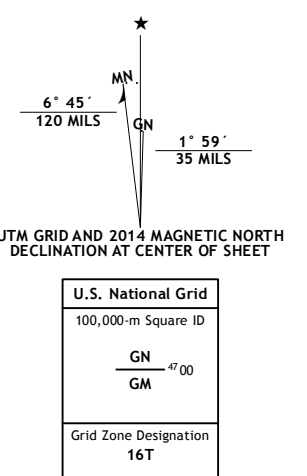 ★
MN
GN
6° 45´
120 MILS
1° 59´
35 MILS
UTM GRID AND 2014 MAGNETIC NORTH
DECLINATION AT CENTER OF SHEET
U.S. National Grid
100,000-m Square ID
GN
47 00
GM
Grid Zone Designation
16T